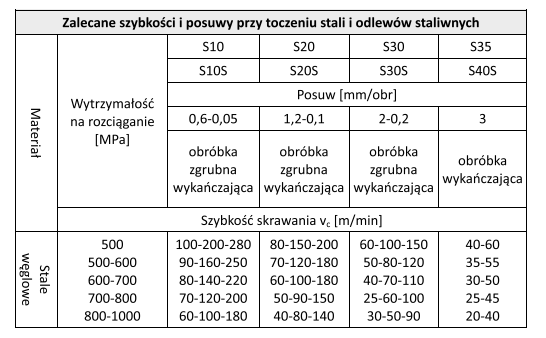 Zalecane szybkości i posuwy przy toczeniu stali i odlewów staliwnych
Materiał
Wytrzymałość
na rozciąganie
[MPa]
S10 S20 S30 S35
S10S S20S S30S S40S
Posuw [mm/obr]
0,6-0,05 1,2-0,1 2-0,2 3
obróbka zgrubna wykańczająca
obróbka zgrubna wykańczająca
obróbka zgrubna wykańczająca
obróbka wykańczająca
Szybkość skrawania vc [m/min]
Stale węglowe
500 100-200-280 80-150-200 60-100-150 40-60
500-600 90-160-250 70-120-180 50-80-120 35-55
600-700 80-140-220 60-100-180 40-70-110 30-50
700-800 70-120-200 50-90-150 25-60-100 25-45
800-1000 60-100-180 40-80-140 30-50-90 20-40